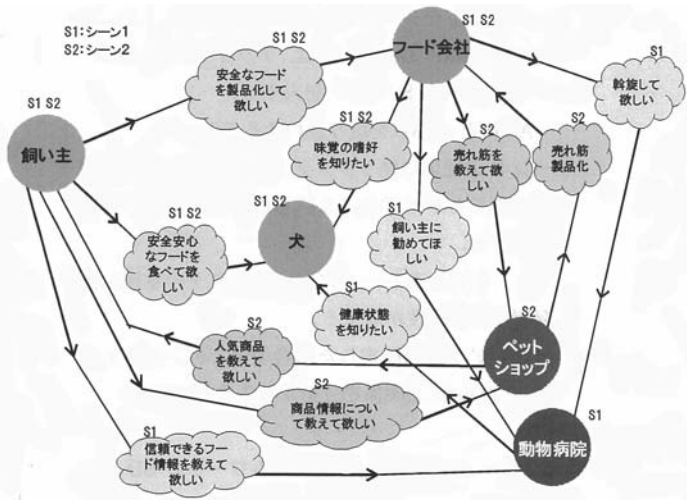 S1:シーン1
S2:シーン2
S1 S2
フード会社
S1 S2
安全なフード
を製品化して
欲しい
S1
斡旋して
欲しい
S1 S2
飼い主
S1 S2
味覚の嗜好
を知りたい
S2
売れ筋を
教えて欲
しい
S2
売れ筋
製品化
S1 S2
安全安心
なフードを
食べて欲
しい
S1 S2
犬
S1
飼い主に
勧めてほ
しい
S1
健康状態
を知りたい
S2
人気商品
を教えて
欲しい
S2
ペット
ショップ
S2
商品情報につい
て教えて欲しい
S1
信頼できるフー
ド情報を教えて
欲しい
S1
動物病院